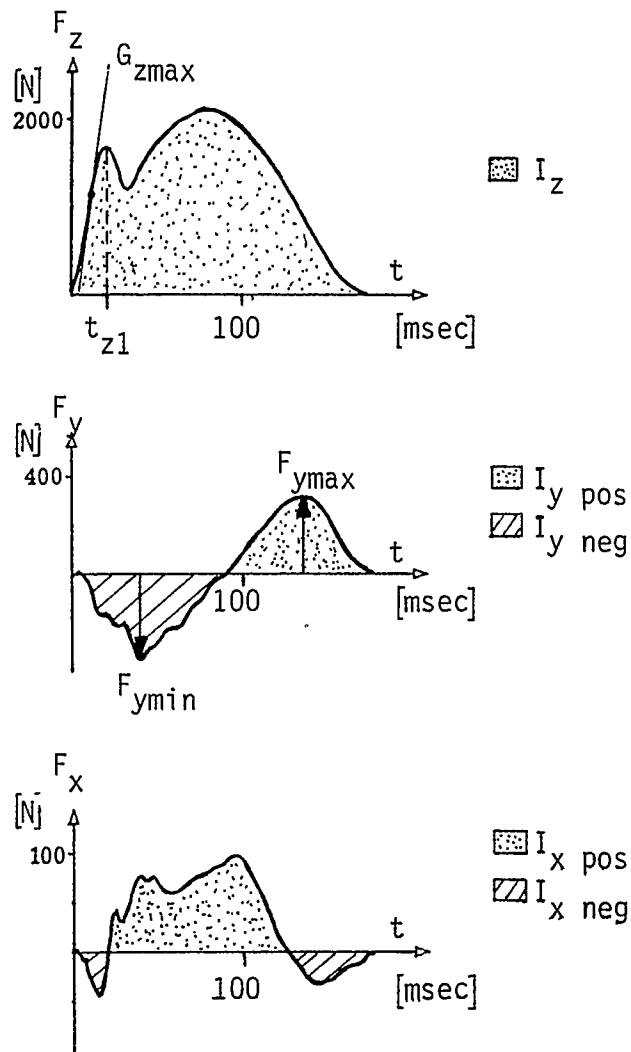 F_z
[N]
G_zmax
2000
I_z
t
t_z1
100
[msec]
F_y
[N]
400
F_ymax
I_y pos
I_y neg
t
100
[msec]
F_ymin
F_x
[N]
100
I_x pos
I_x neg
t
100
[msec]